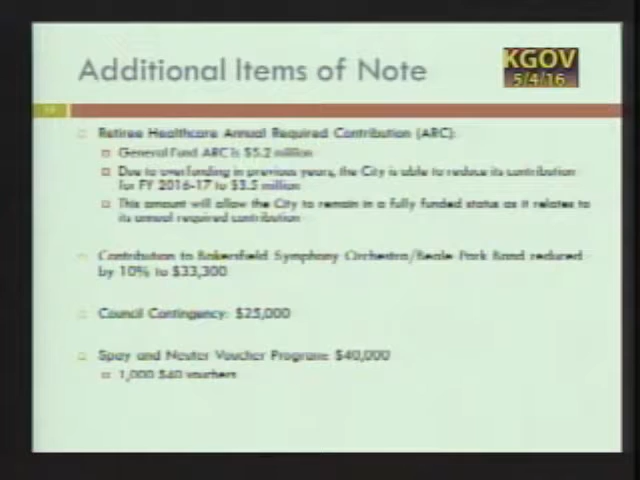 Additional Items of Note
KGOV
5/4/16
Retiree Healthcare Annual Required Contribution (ARC):
General Fund ARC is $5.2 million
Due to overfunding in previous years, the City is able to reduce its contribution
for FY 2016-17 to $3.5 million
This amount will allow the City to remain in a fully funded status as it relates to
its annual required contribution
Contribution to Bakersfield Symphony Orchestra/Beale Park Band reduced
by 10% to $33,300
Council Contingency: $25,000
Spay and Neuter Voucher Program: $40,000
1,000 $40 vouchers